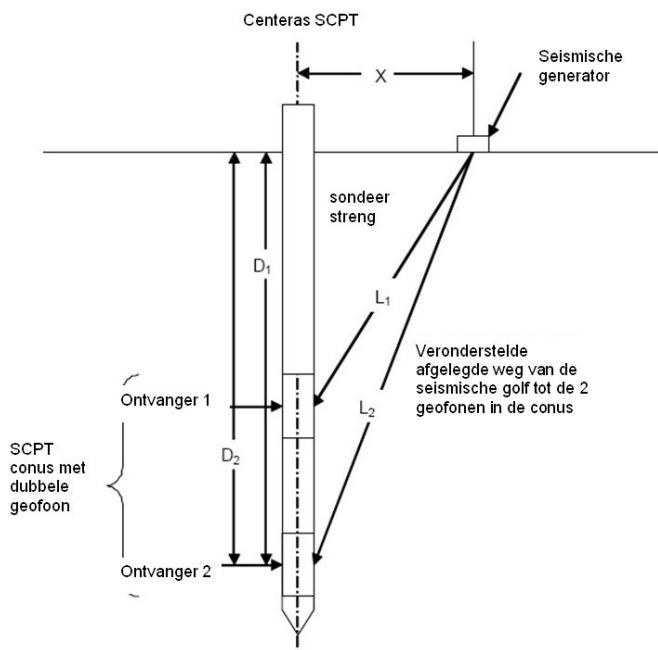 Centeras SCPT
X
Seismische
generator
sondeer
streng
D₁
L₁
Veronderstelde
afgelegde weg van de
seismische golf tot de 2
geofonen in de conus
Ontvanger 1
L₂
D₂
SCPT
conus met
dubbele
geofoon
Ontvanger 2